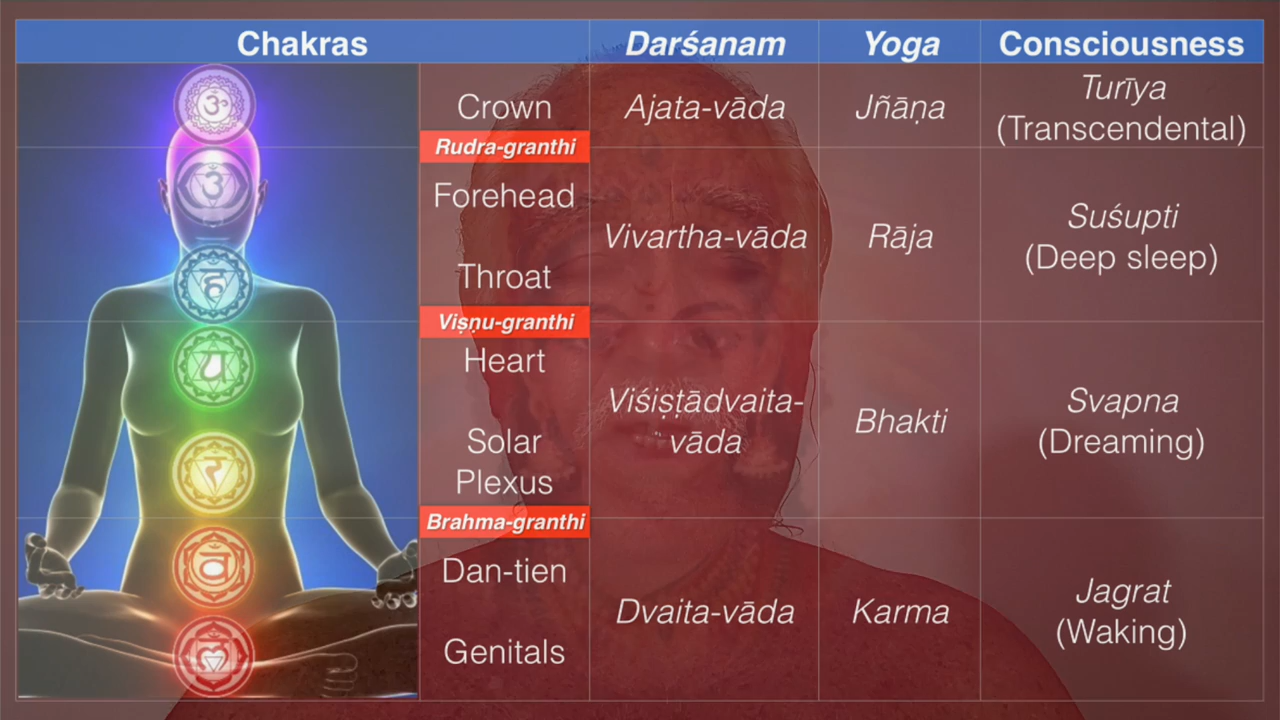 Chakras Darśanam Yoga Consciousness
Crown Ajata-vāda Jñāṇa Turīya
(Transcendental)
Rudra-granthi
Forehead
Throat
Vivartha-vāda Rāja Suśupti
(Deep sleep)
Viṣṇu-granthi
Heart
Solar
Plexus
Viśiṣṭādvaita-
vāda
Bhakti
Svapna
(Dreaming)
Brahma-granthi
Dan-tien
Genitals
Dvaita-vāda Karma Jagrat
(Waking)
ॐ
ॐ
हं
यं
रं
वं
लं